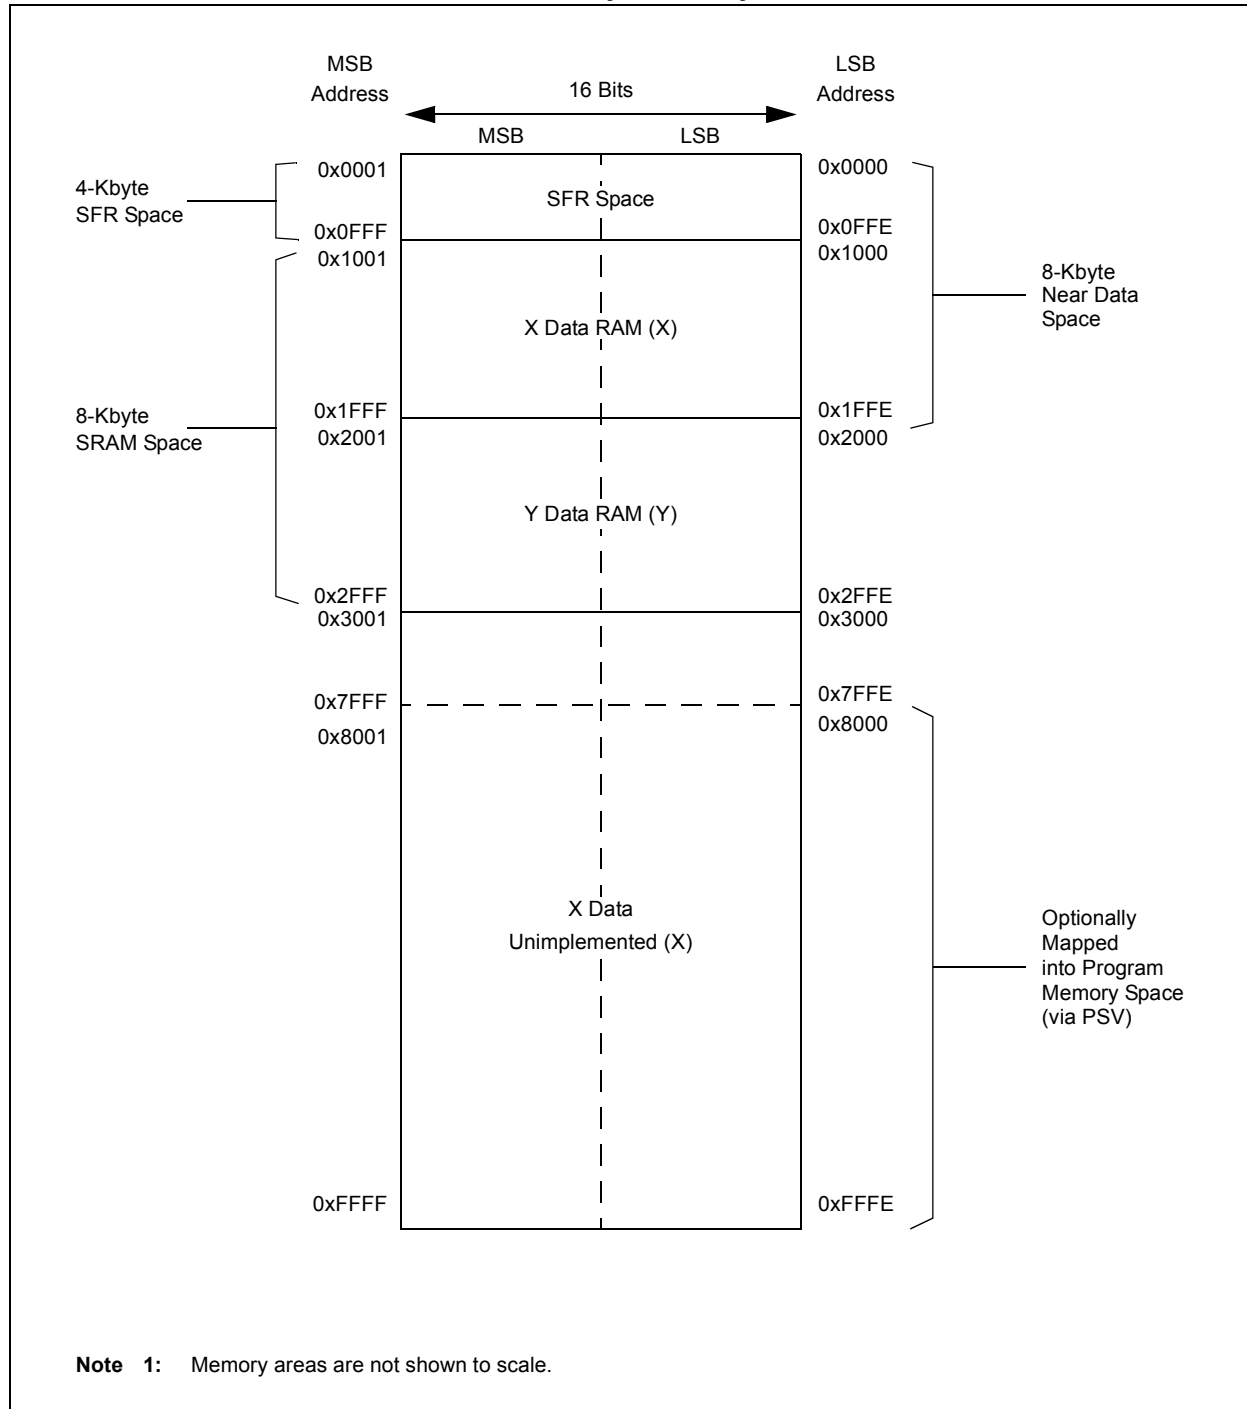 MSB
Address
LSB
Address
16 Bits
MSB
LSB
4-Kbyte
SFR Space
0x0001
SFR Space
0x0000
0x0FFF
0x0FFE
0x1001
0x1000
8-Kbyte
Near Data
Space
X Data RAM (X)
8-Kbyte
SRAM Space
0x1FFF
0x1FFE
0x2001
0x2000
Y Data RAM (Y)
0x2FFF
0x2FFE
0x3001
0x3000
0x7FFF
0x7FFE
0x8001
0x8000
X Data
Unimplemented (X)
Optionally
Mapped
into Program
Memory Space
(via PSV)
0xFFFF
0xFFFE
Note 1: Memory areas are not shown to scale.